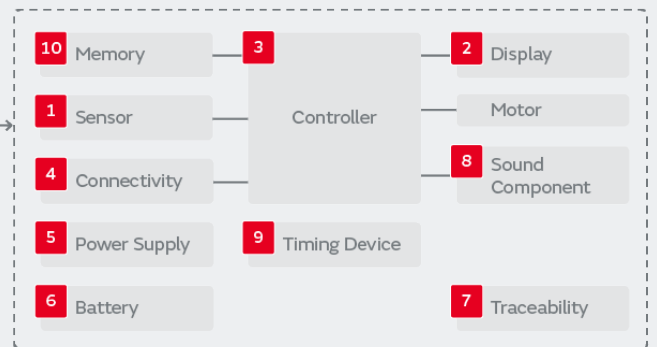 10 Memory
3
2 Display
1 Sensor
Controller
Motor
4 Connectivity
8 Sound
Component
5 Power Supply
9 Timing Device
6 Battery
7 Traceability